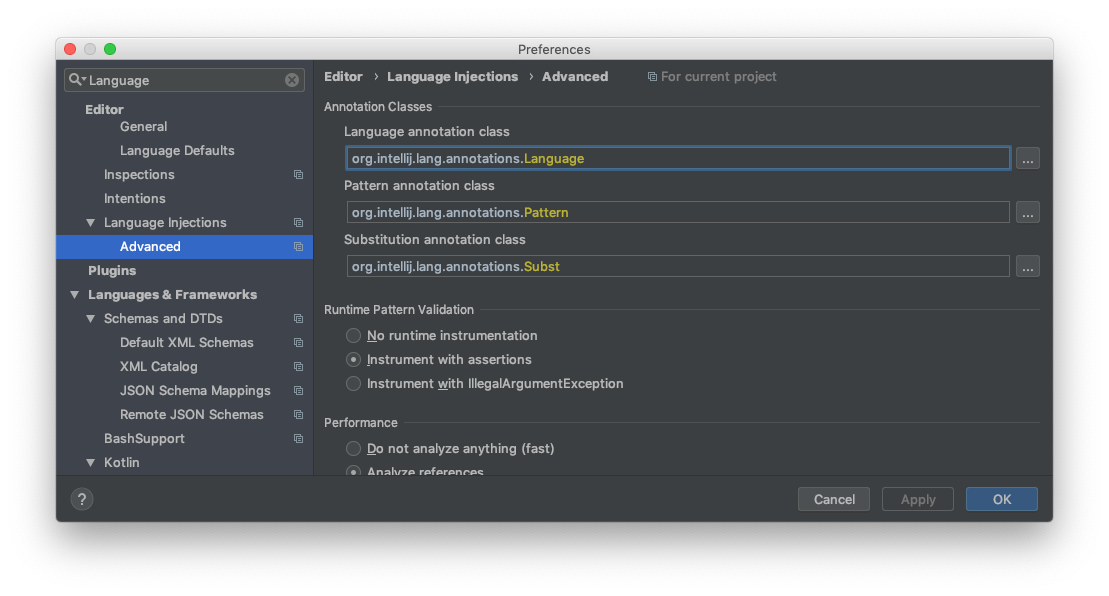 Preferences
Language
Editor
General
Language Defaults
Inspections
Intentions
Language Injections
Advanced
Plugins
Languages & Frameworks
Schemas and DTDs
Default XML Schemas
XML Catalog
JSON Schema Mappings
Remote JSON Schemas
BashSupport
Kotlin
Editor › Language Injections › Advanced For current project
Annotation Classes
Language annotation class
org.intellij.lang.annotations.Language ...
Pattern annotation class
org.intellij.lang.annotations.Pattern ...
Substitution annotation class
org.intellij.lang.annotations.Subst ...
Runtime Pattern Validation
No runtime instrumentation
Instrument with assertions
Instrument with IllegalArgumentException
Performance
Do not analyze anything (fast)
Analyze references
? Cancel Apply OK